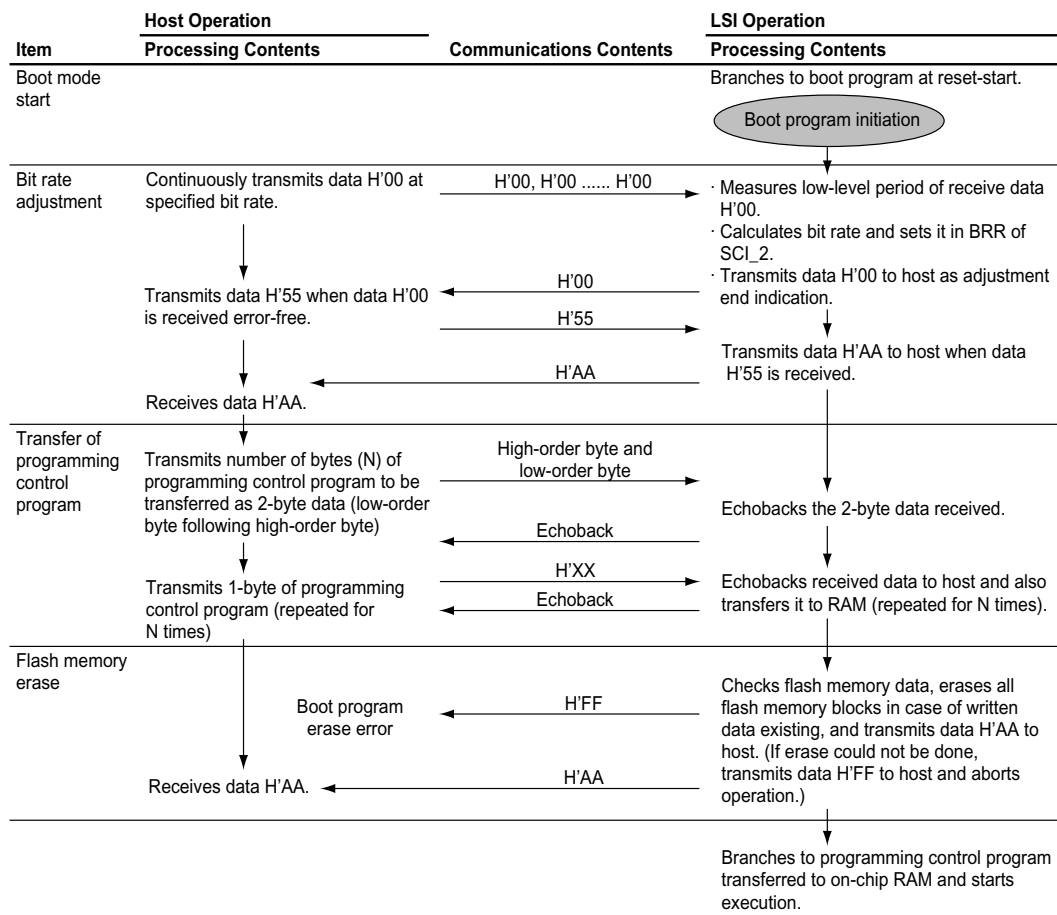 Host Operation
LSI Operation
Item
Processing Contents
Communications Contents
Processing Contents
Boot mode
start
Branches to boot program at reset-start.
Boot program initiation
Bit rate
adjustment
Continuously transmits data H'00 at
specified bit rate.
H'00, H'00 ...... H'00
· Measures low-level period of receive data
H'00.
· Calculates bit rate and sets it in BRR of
SCI_2.
· Transmits data H'00 to host as adjustment
end indication.
H'00
Transmits data H'55 when data H'00
is received error-free.
H'55
Transmits data H'AA to host when data
H'55 is received.
H'AA
Receives data H'AA.
Transfer of
programming
control
program
Transmits number of bytes (N) of
programming control program to be
transferred as 2-byte data (low-order
byte following high-order byte)
High-order byte and
low-order byte
Echobacks the 2-byte data received.
Echoback
Transmits 1-byte of programming
control program (repeated for
N times)
H'XX
Echoback
Echobacks received data to host and also
transfers it to RAM (repeated for N times).
Flash memory
erase
Boot program
erase error
H'FF
Checks flash memory data, erases all
flash memory blocks in case of written
data existing, and transmits data H'AA to
host. (If erase could not be done,
transmits data H'FF to host and aborts
operation.)
Receives data H'AA.
H'AA
Branches to programming control program
transferred to on-chip RAM and starts
execution.